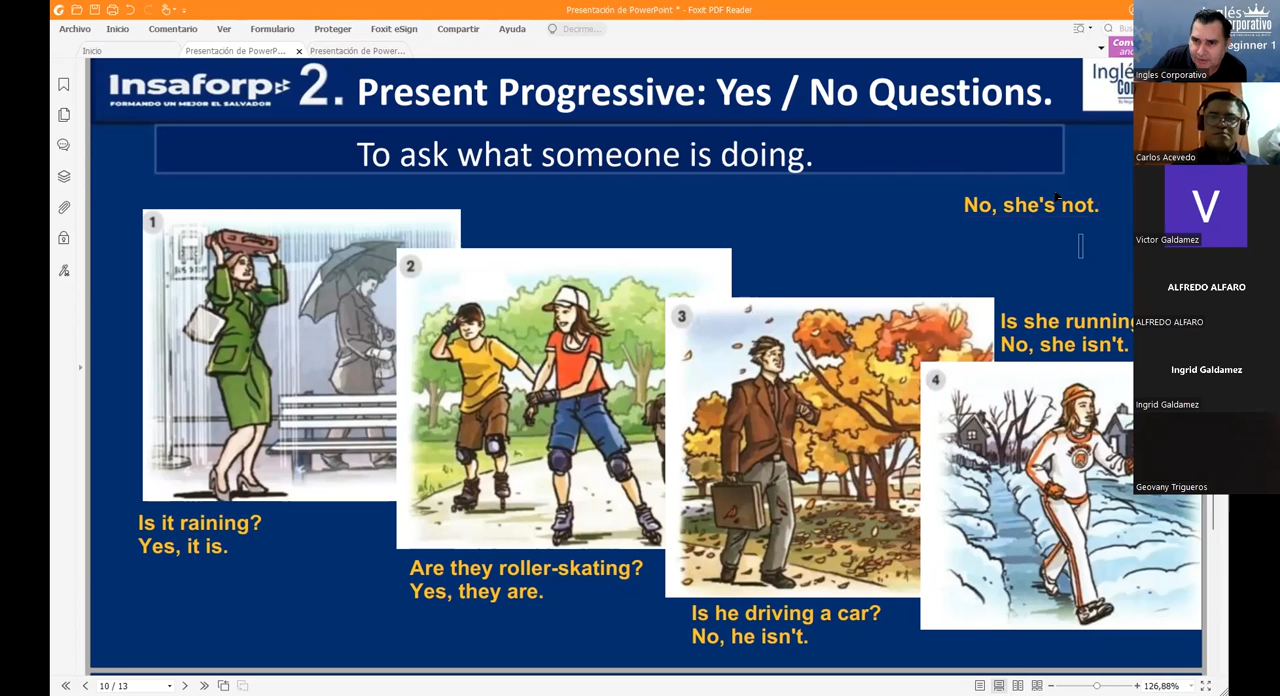 Presentación de PowerPoint * - Foxit PDF Reader
Archivo Inicio Comentario Ver Formulario Proteger Foxit eSign Compartir Ayuda Decirme...
Inicio Presentación de PowerP... × Presentación de Power...
Insaforp
FORMANDO UN MEJOR EL SALVADOR
2. Present Progressive: Yes / No Questions.
To ask what someone is doing.
No, she's not.
1
2
3
4
Is it raining?
Yes, it is.
Are they roller-skating?
Yes, they are.
Is he driving a car?
No, he isn't.
Is she running
No, she isn't.
Ingles Corporativo
Carlos Acevedo
V
Victor Galdamez
ALFREDO ALFARO
ALFREDO ALFARO
Ingrid Galdamez
Ingrid Galdamez
Geovany Trigueros
10 / 13
126,88%